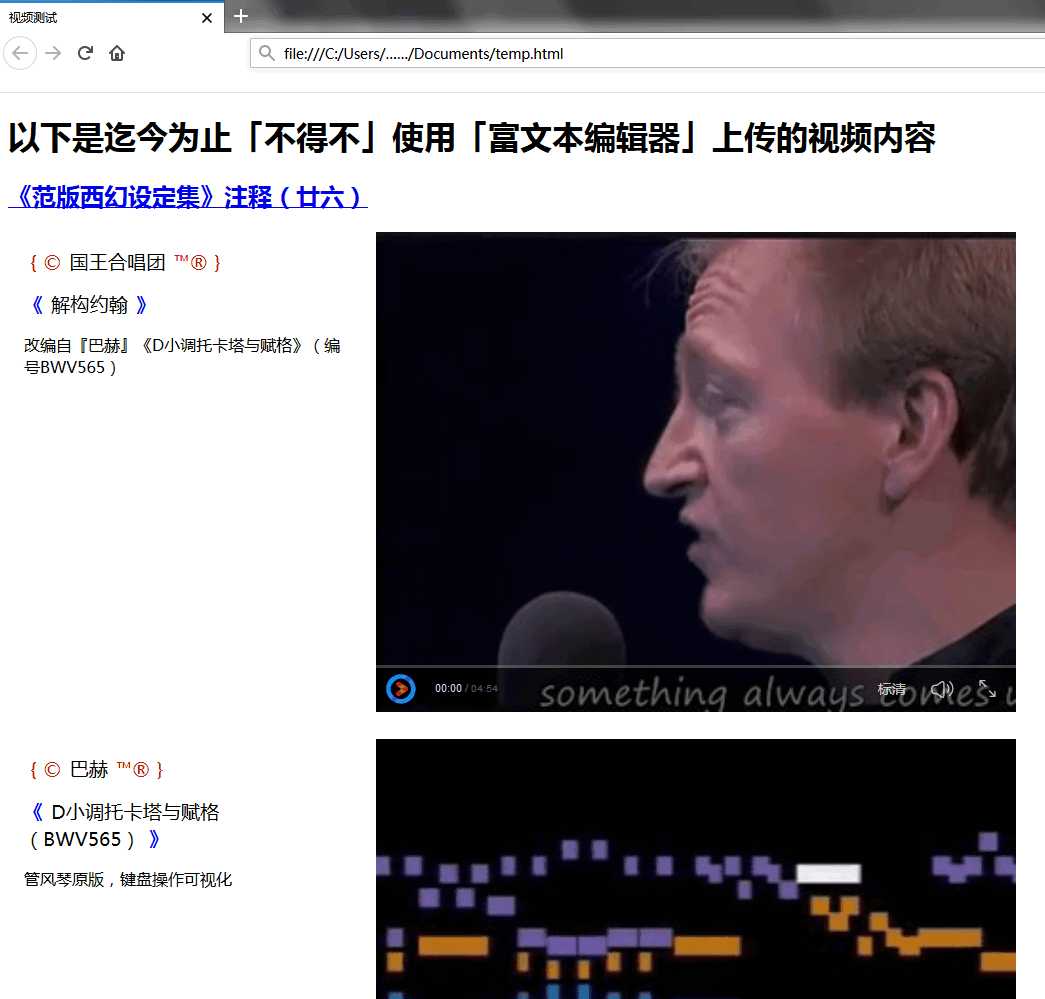 视频测试
file:///C:/Users/....../Documents/temp.html
以下是迄今为止「不得不」使用「富文本编辑器」上传的视频内容
《范版西幻设定集》注释（廿六）
{ © 国王合唱团 ™® }
《 解构约翰 》
改编自『巴赫』《D小调托卡塔与赋格》（编
号BWV565）
00:00 / 04:54
标清
something always comes u
{ © 巴赫 ™® }
《 D小调托卡塔与赋格
（BWV565） 》
管风琴原版，键盘操作可视化